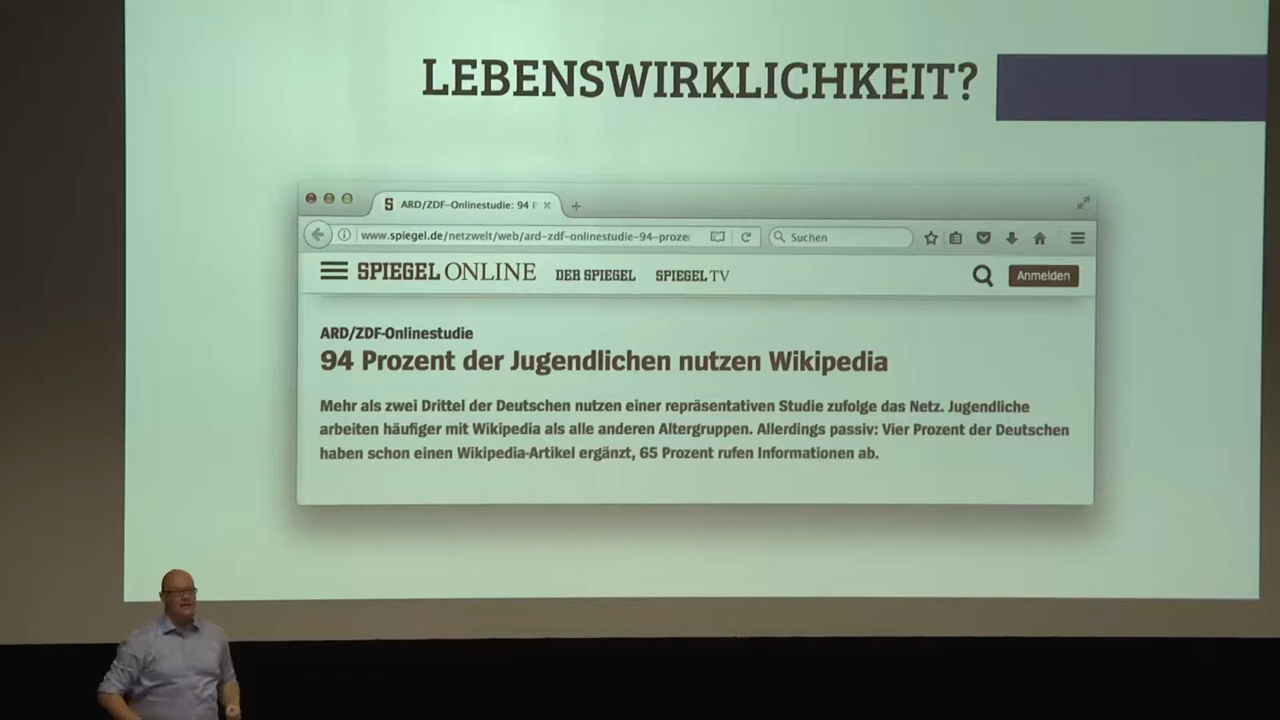 LEBENSWIRKLICHKEIT?
ARD/ZDF-Onlinestudie: 94
www.spiegel.de/netzwelt/web/ard-zdf-onlinestudie-94-proze
Suchen
SPIEGEL ONLINE DER SPIEGEL SPIEGEL TV Anmelden
ARD/ZDF-Onlinestudie
94 Prozent der Jugendlichen nutzen Wikipedia
Mehr als zwei Drittel der Deutschen nutzen einer repräsentativen Studie zufolge das Netz. Jugendliche
arbeiten häufiger mit Wikipedia als alle anderen Altergruppen. Allerdings passiv: Vier Prozent der Deutschen
haben schon einen Wikipedia-Artikel ergänzt, 65 Prozent rufen Informationen ab.